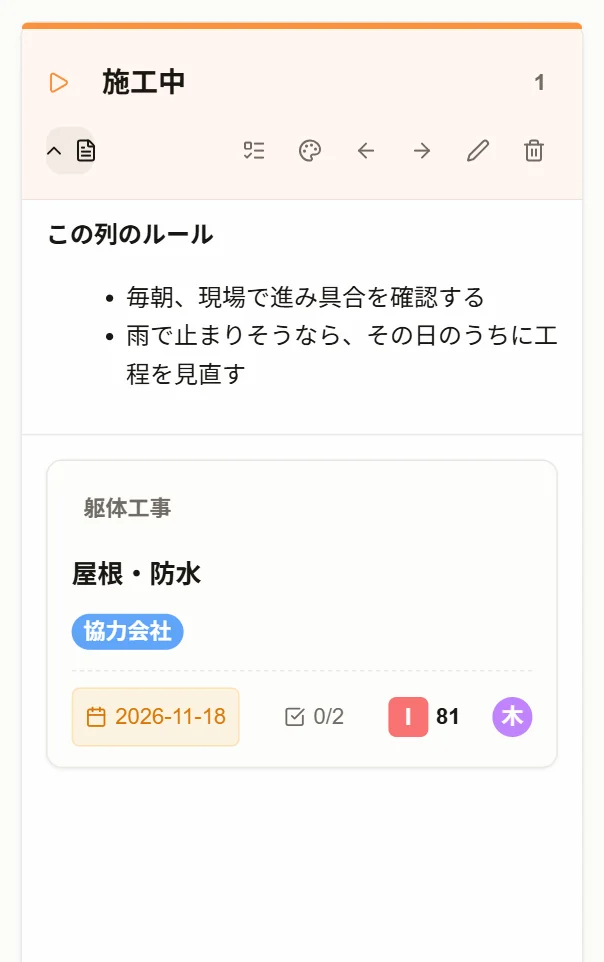 施工中
1
この列のルール
毎朝、現場で進み具合を確認する
雨で止まりそうなら、その日のうちに工
程を見直す
躯体工事
屋根・防水
協力会社
2026-11-18 0/2 I 81 木